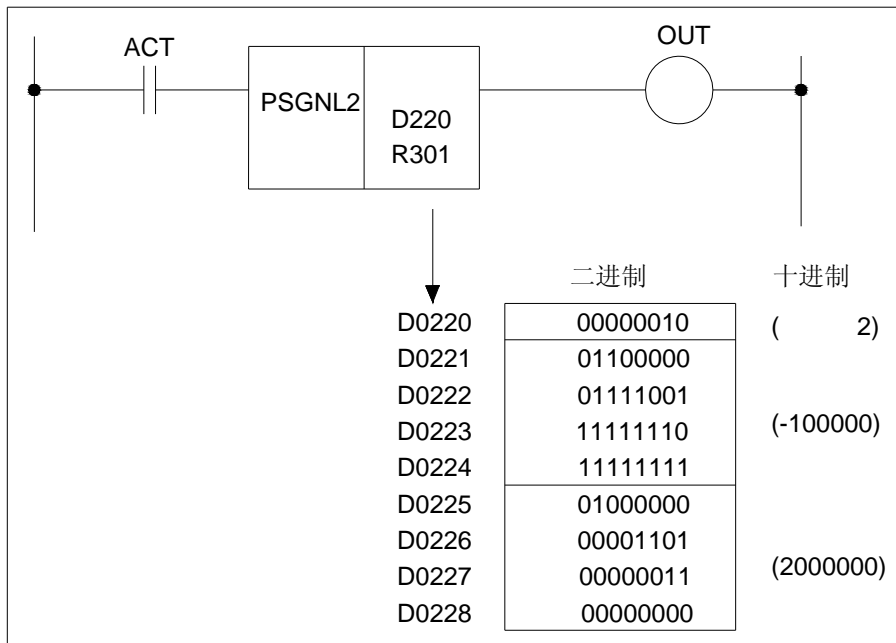 ACT
OUT
PSGNL2
D220
R301
二进制 十进制
D0220 00000010 ( 2)
D0221 01100000
D0222 01111001
D0223 11111110 (-100000)
D0224 11111111
D0225 01000000
D0226 00001101
D0227 00000011 (2000000)
D0228 00000000